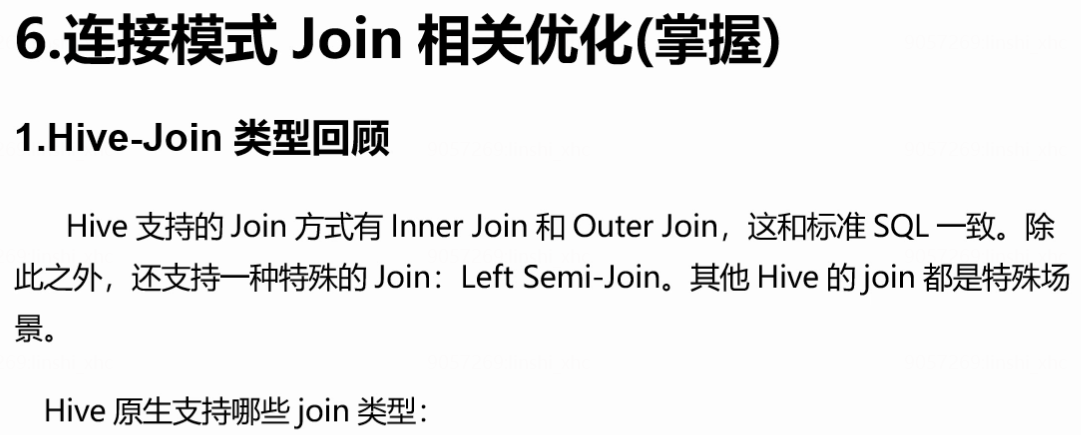 6.连接模式 Join 相关优化(掌握)
1.Hive-Join 类型回顾
Hive 支持的 Join 方式有 Inner Join 和 Outer Join，这和标准 SQL 一致。除
此之外，还支持一种特殊的 Join：Left Semi-Join。其他 Hive 的 join 都是特殊场
景。
Hive 原生支持哪些 join 类型：